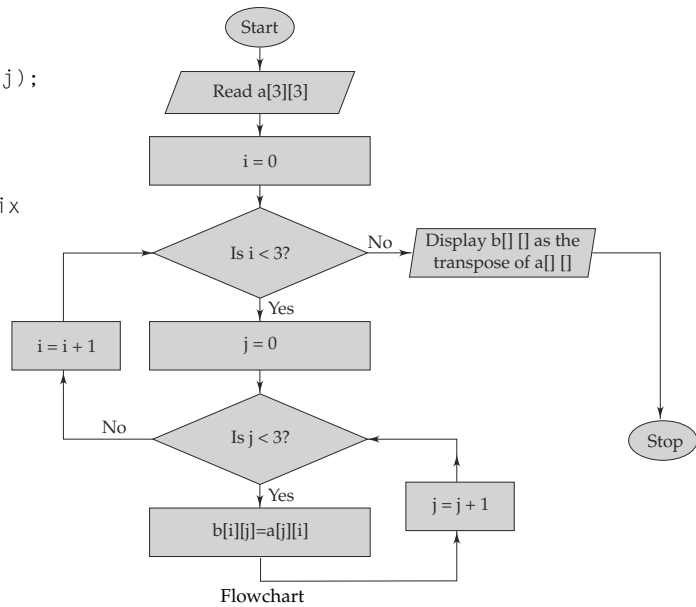 Start
j);
Read a[3][3]
i = 0
ix
Is i < 3?
No
Display b[] [] as the
transpose of a[] []
Yes
i = i + 1
j = 0
No
Is j < 3?
Stop
Yes
j = j + 1
b[i][j]=a[j][i]
Flowchart